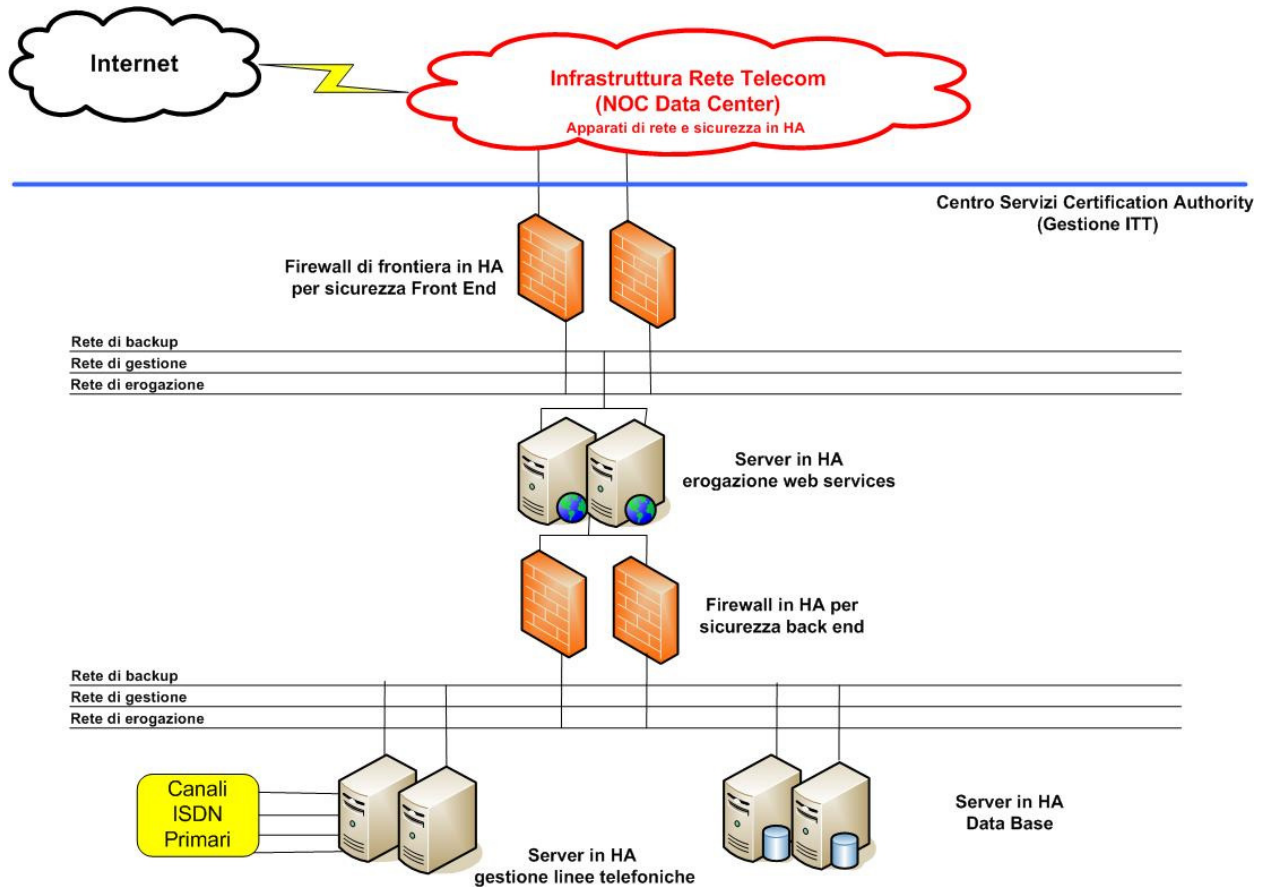 Internet
Infrastruttura Rete Telecom
(NOC Data Center)
Apparati di rete e sicurezza in HA
Centro Servizi Certification Authority
(Gestione ITT)
Firewall di frontiera in HA
per sicurezza Front End
Rete di backup
Rete di gestione
Rete di erogazione
Server in HA
erogazione web services
Firewall in HA per
sicurezza back end
Rete di backup
Rete di gestione
Rete di erogazione
Canali
ISDN
Primari
Server in HA
gestione linee telefoniche
Server in HA
Data Base